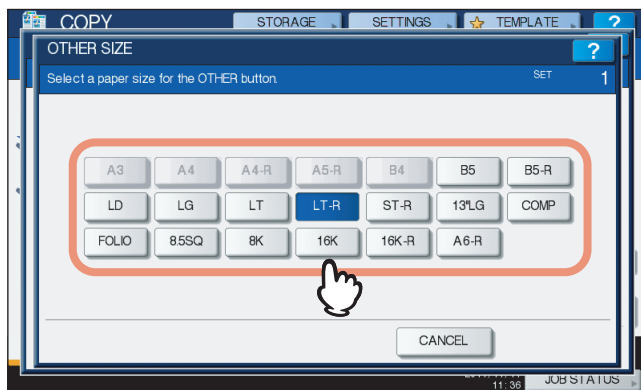 COPY STORAGE SETTINGS TEMPLATE ?
OTHER SIZE ?
Select a paper size for the OTHER button. SET 1
A3 A4 A4-R A5-R B4 B5 B5-R
LD LG LT LT-R ST-R 13"LG COMP
FOLIO 8.5SQ 8K 16K 16K-R A6-R
CANCEL
11:36 JOB STATUS